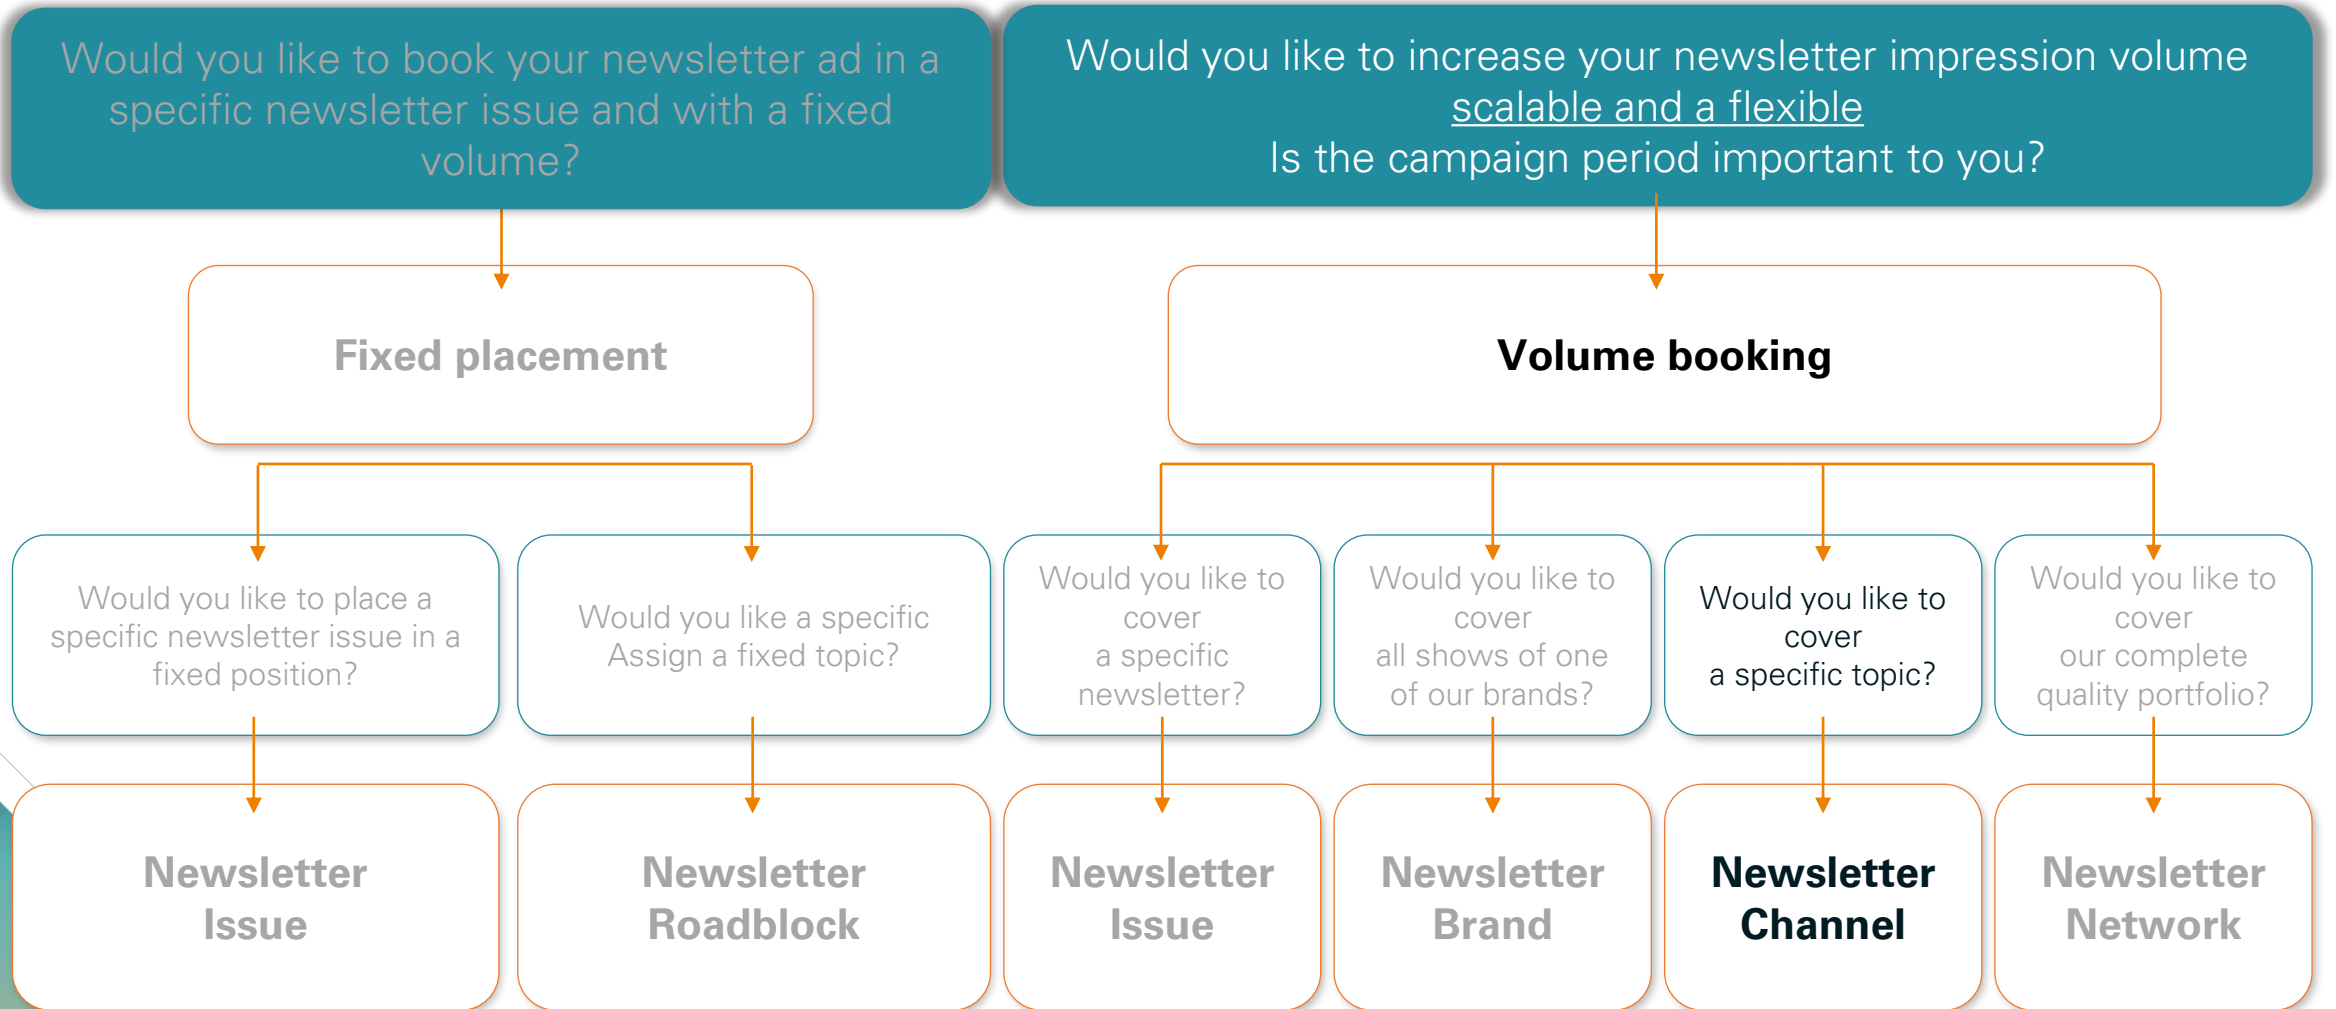 Would you like to book your newsletter ad in a
specific newsletter issue and with a fixed
volume?
Would you like to increase your newsletter impression volume
scalable and a flexible
Is the campaign period important to you?
Fixed placement
Volume booking
Would you like to place a
specific newsletter issue in a
fixed position?
Would you like a specific
Assign a fixed topic?
Would you like to
cover
a specific
newsletter?
Would you like to
cover
all shows of one
of our brands?
Would you like to
cover
a specific topic?
Would you like to
cover
our complete
quality portfolio?
Newsletter
Issue
Newsletter
Roadblock
Newsletter
Issue
Newsletter
Brand
Newsletter
Channel
Newsletter
Network